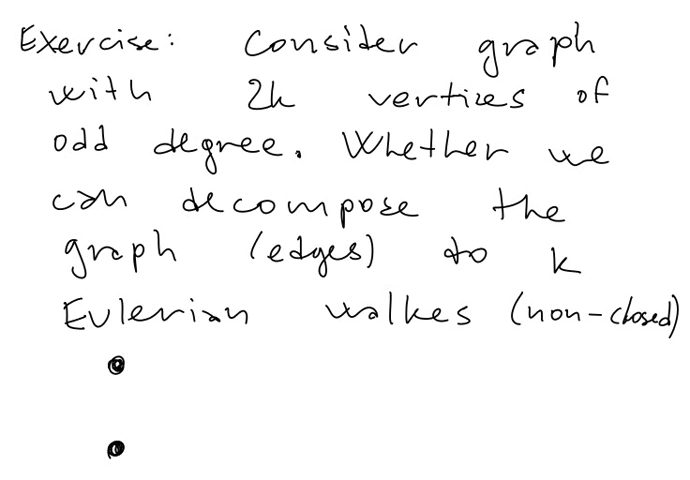 Exercise: Consider graph
with 2k vertizes of
odd degree. Whether we
can decompose the
graph (edges) to k
Eulerian walkes (non-closed)